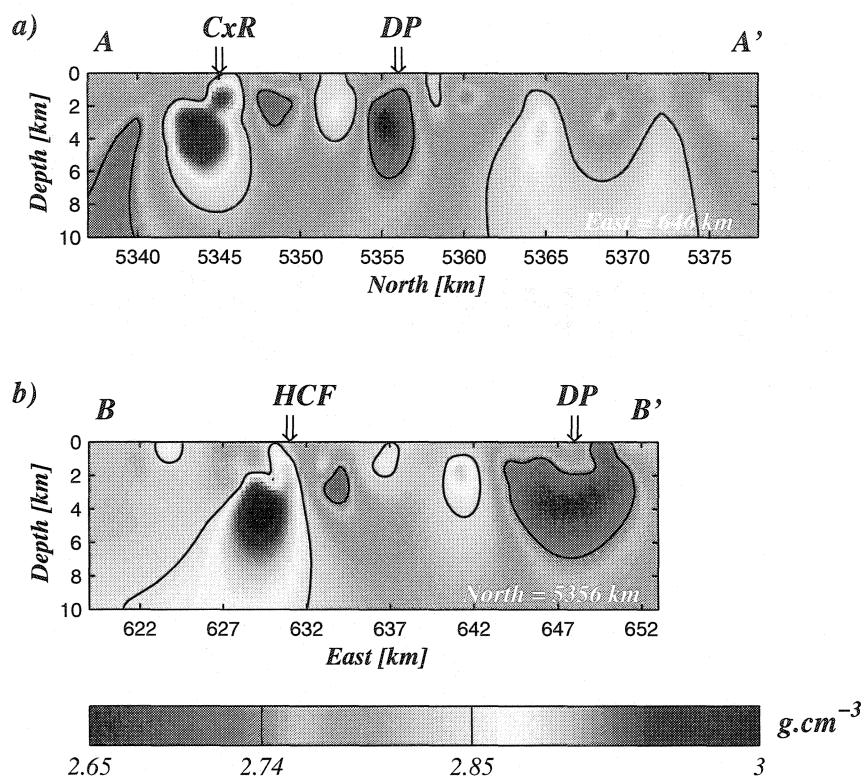 a)
A CxR DP A'
0
2
4
6
8
10
Depth [km]
East = 640 km
5340 5345 5350 5355 5360 5365 5370 5375
North [km]
b)
B HCF DP B'
0
2
4
6
8
10
Depth [km]
North = 5356 km
622 627 632 637 642 647 652
East [km]
g.cm⁻³
2.65 2.74 2.85 3